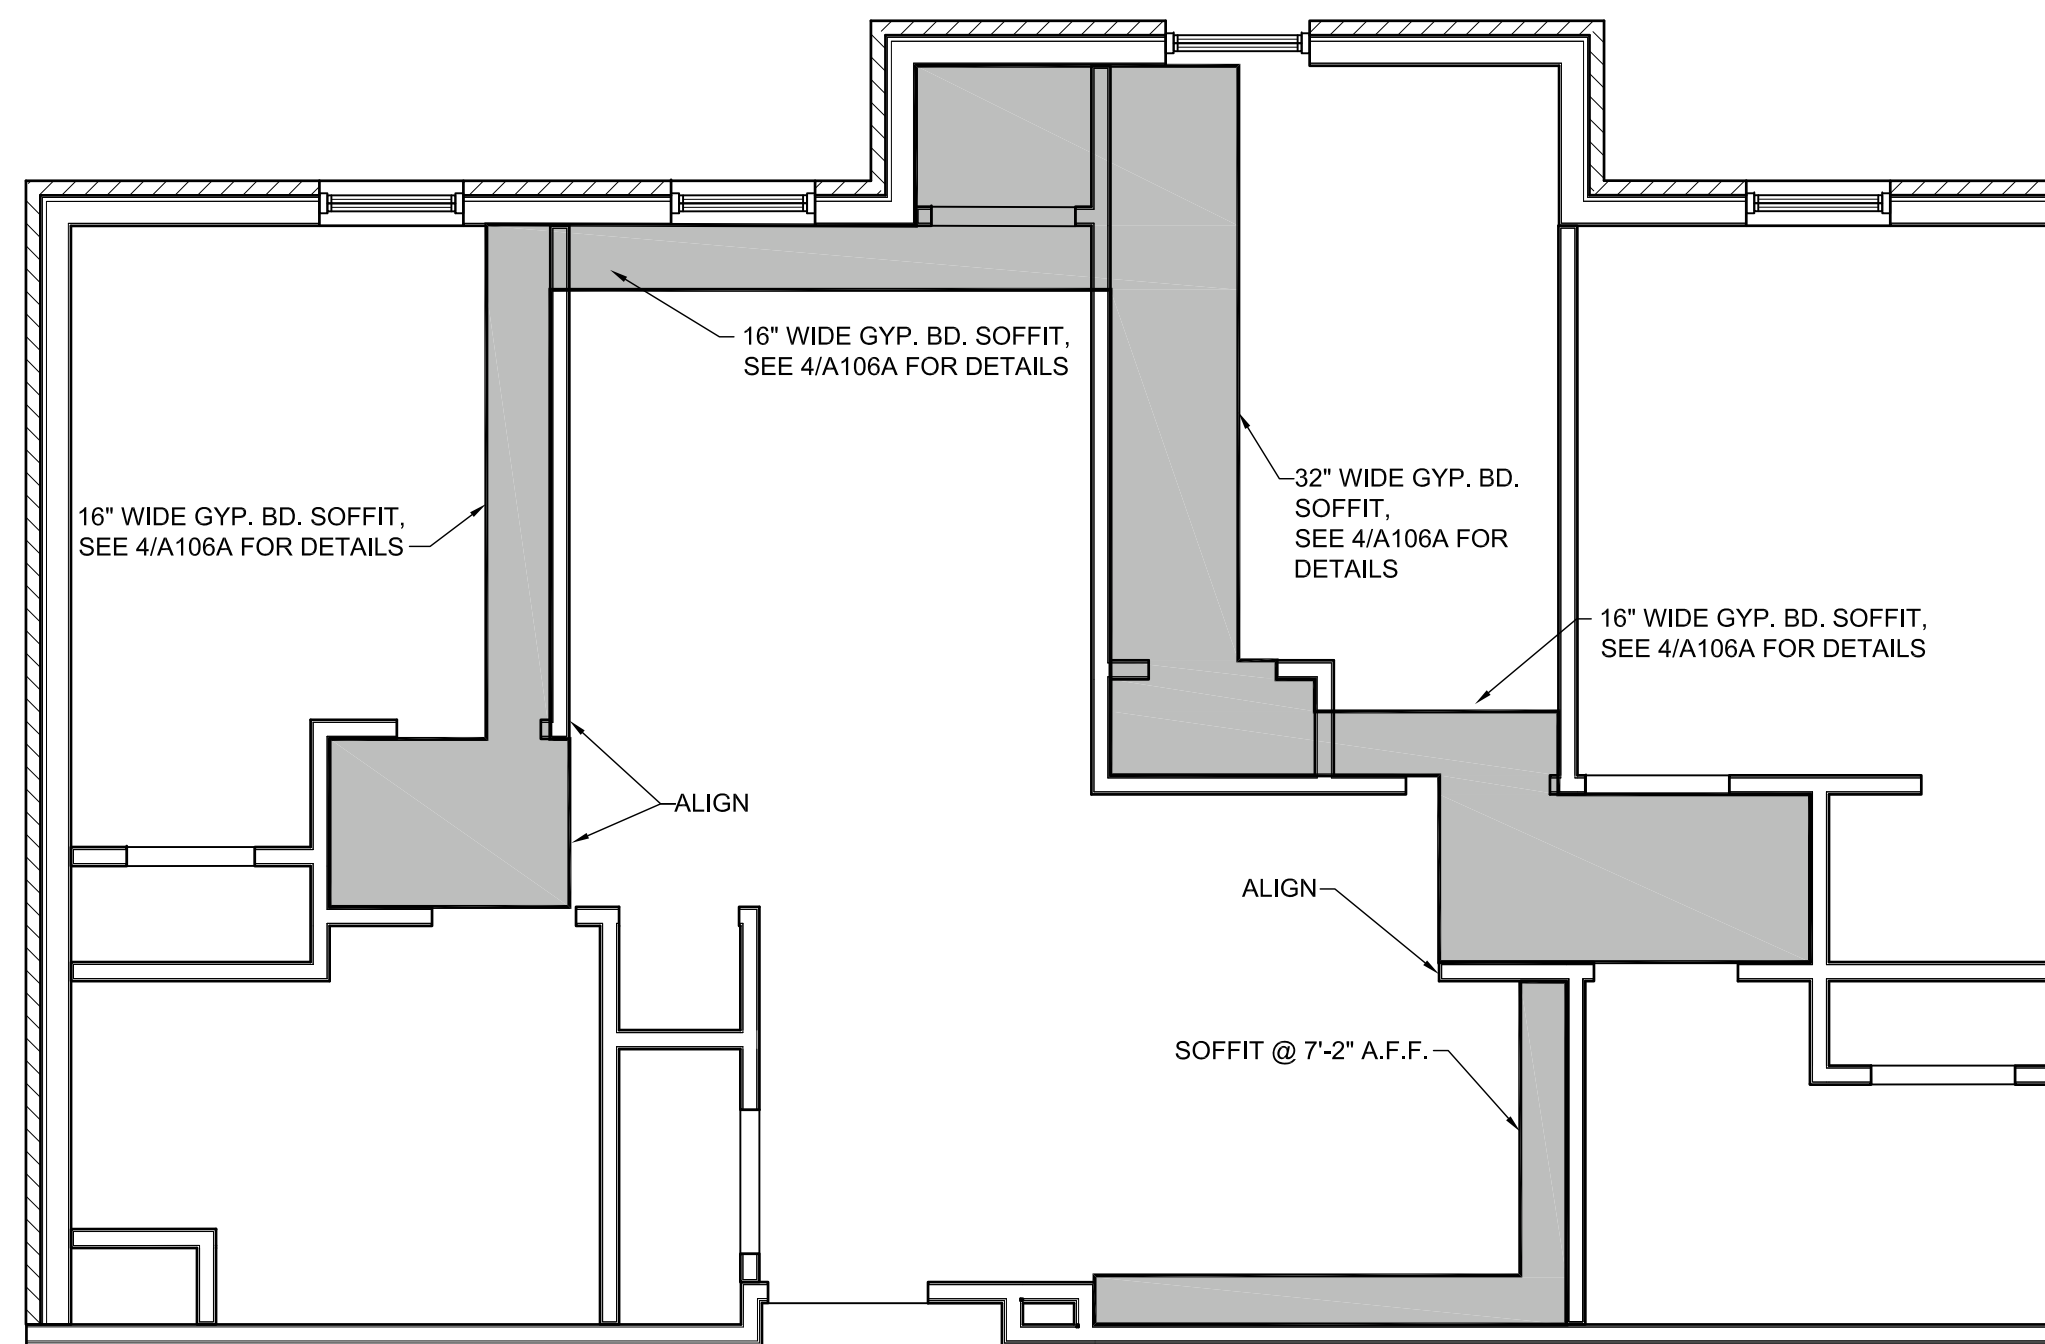 16" WIDE GYP. BD. SOFFIT,
SEE 4/A106A FOR DETAILS
16" WIDE GYP. BD. SOFFIT,
SEE 4/A106A FOR DETAILS
32" WIDE GYP. BD.
SOFFIT,
SEE 4/A106A FOR
DETAILS
16" WIDE GYP. BD. SOFFIT,
SEE 4/A106A FOR DETAILS
ALIGN
ALIGN
SOFFIT @ 7'-2" A.F.F.